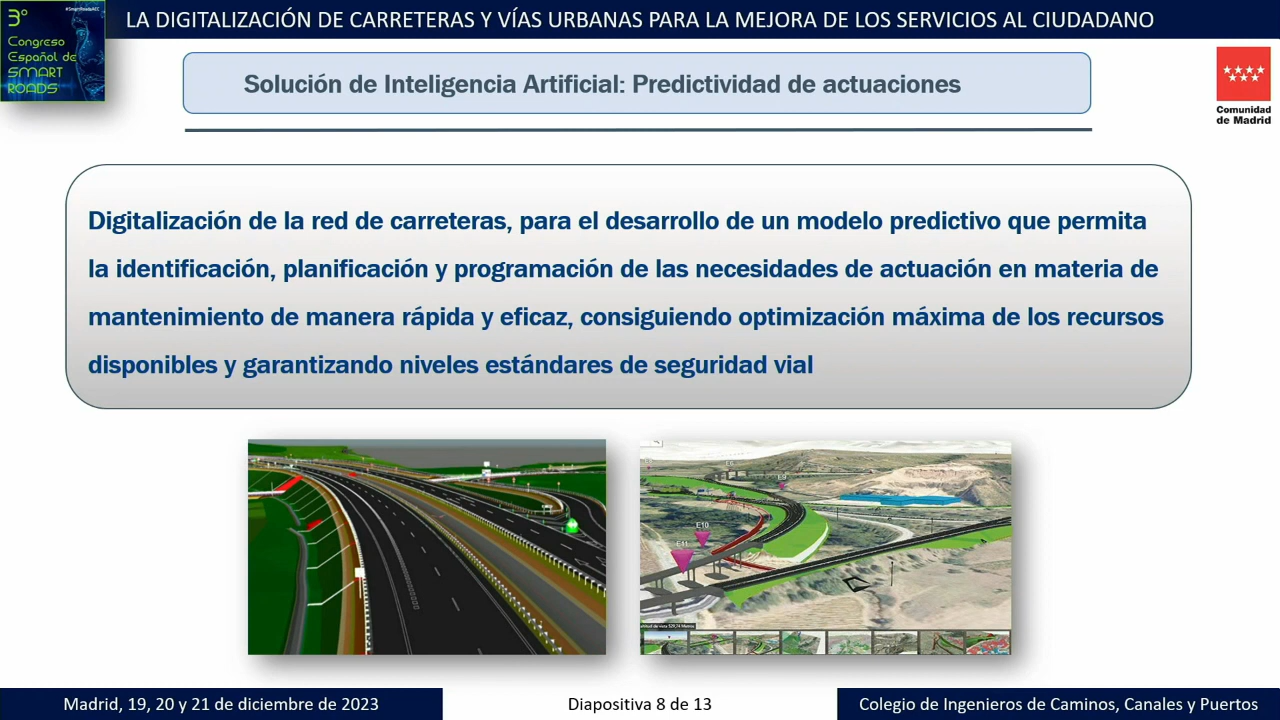 #SmartRoadsAEC
3º
Congreso
Español de
SMART
ROADS
LA DIGITALIZACIÓN DE CARRETERAS Y VÍAS URBANAS PARA LA MEJORA DE LOS SERVICIOS AL CIUDADANO
Solución de Inteligencia Artificial: Predictividad de actuaciones
Comunidad
de Madrid
Digitalización de la red de carreteras, para el desarrollo de un modelo predictivo que permita
la identificación, planificación y programación de las necesidades de actuación en materia de
mantenimiento de manera rápida y eficaz, consiguiendo optimización máxima de los recursos
disponibles y garantizando niveles estándares de seguridad vial
E9
E10
E11
Madrid, 19, 20 y 21 de diciembre de 2023
Diapositiva 8 de 13
Colegio de Ingenieros de Caminos, Canales y Puertos